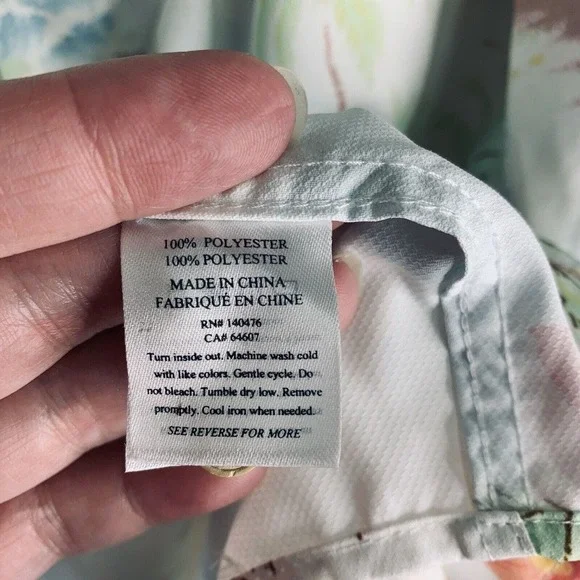 100% POLYESTER
100% POLYESTER
MADE IN CHINA
FABRIQUÉ EN CHINE
RN# 140476
CA# 64607
Turn inside out. Machine wash cold
with like colors. Gentle cycle. Do
not bleach. Tumble dry low. Remove
promptly. Cool iron when needed.
SEE REVERSE FOR MORE